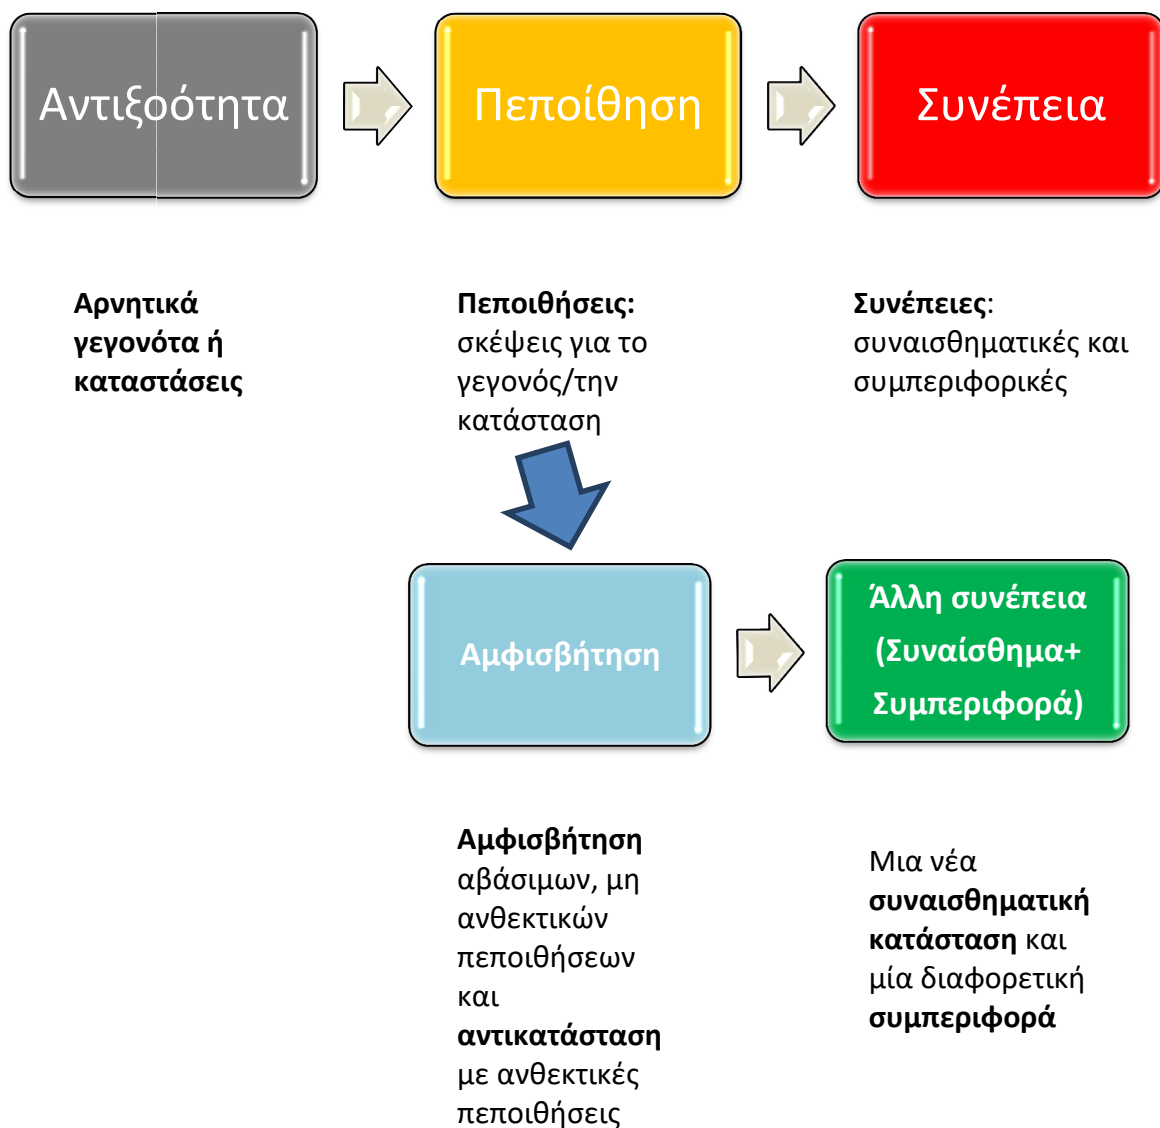 Αντιξοότητα
Πεποίθηση
Συνέπεια
Αρνητικά
γεγονότα ή
καταστάσεις
Πεποιθήσεις:
σκέψεις για το
γεγονός/την
κατάσταση
Συνέπειες:
συναισθηματικές και
συμπεριφορικές
Αμφισβήτηση
Άλλη συνέπεια
(Συναίσθημα+
Συμπεριφορά)
Αμφισβήτηση
αβάσιμων, μη
ανθεκτικών
πεποιθήσεων
και
αντικατάσταση
με ανθεκτικές
πεποιθήσεις
Μια νέα
συναισθηματική
κατάσταση και
μία διαφορετική
συμπεριφορά